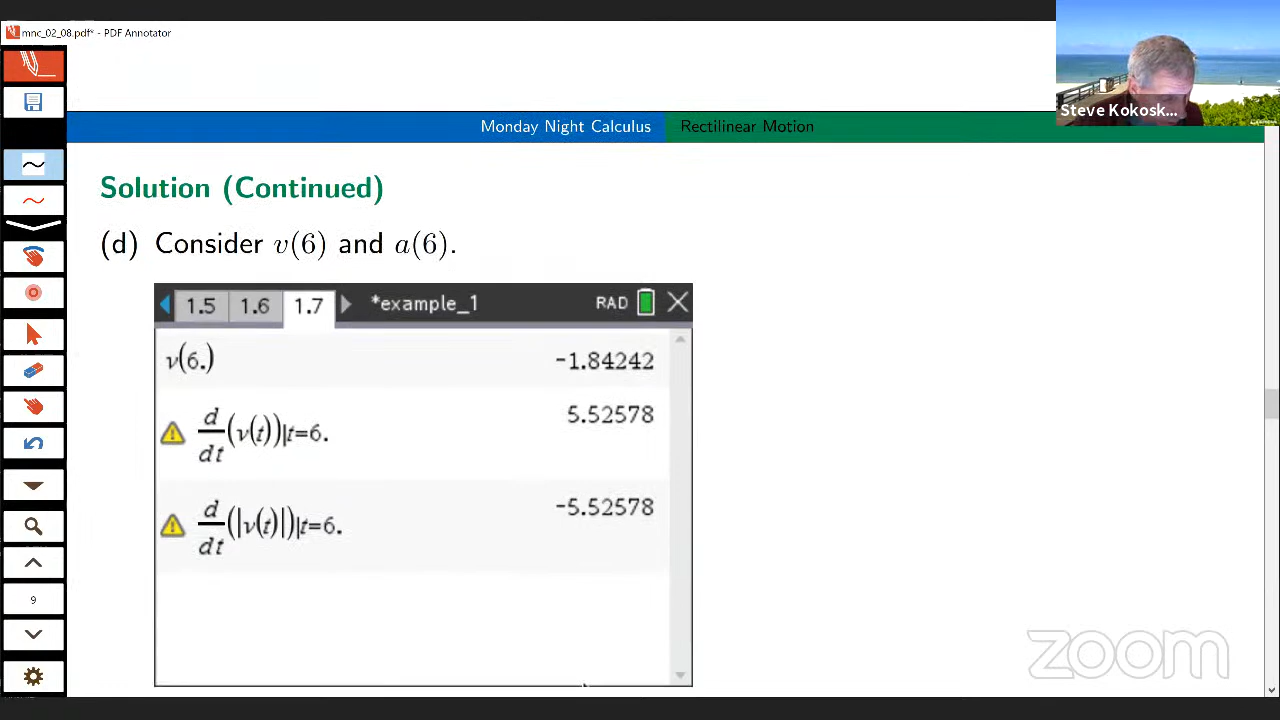 mnc_02_08.pdf* - PDF Annotator
Steve Kokosk...
Monday Night Calculus Rectilinear Motion
Solution (Continued)
(d) Consider v(6) and a(6).
1.5 1.6 1.7 *example_1 RAD
v(6.) -1.84242
d/dt(v(t))|t=6. 5.52578
d/dt(|v(t)|)|t=6. -5.52578
9
zoom